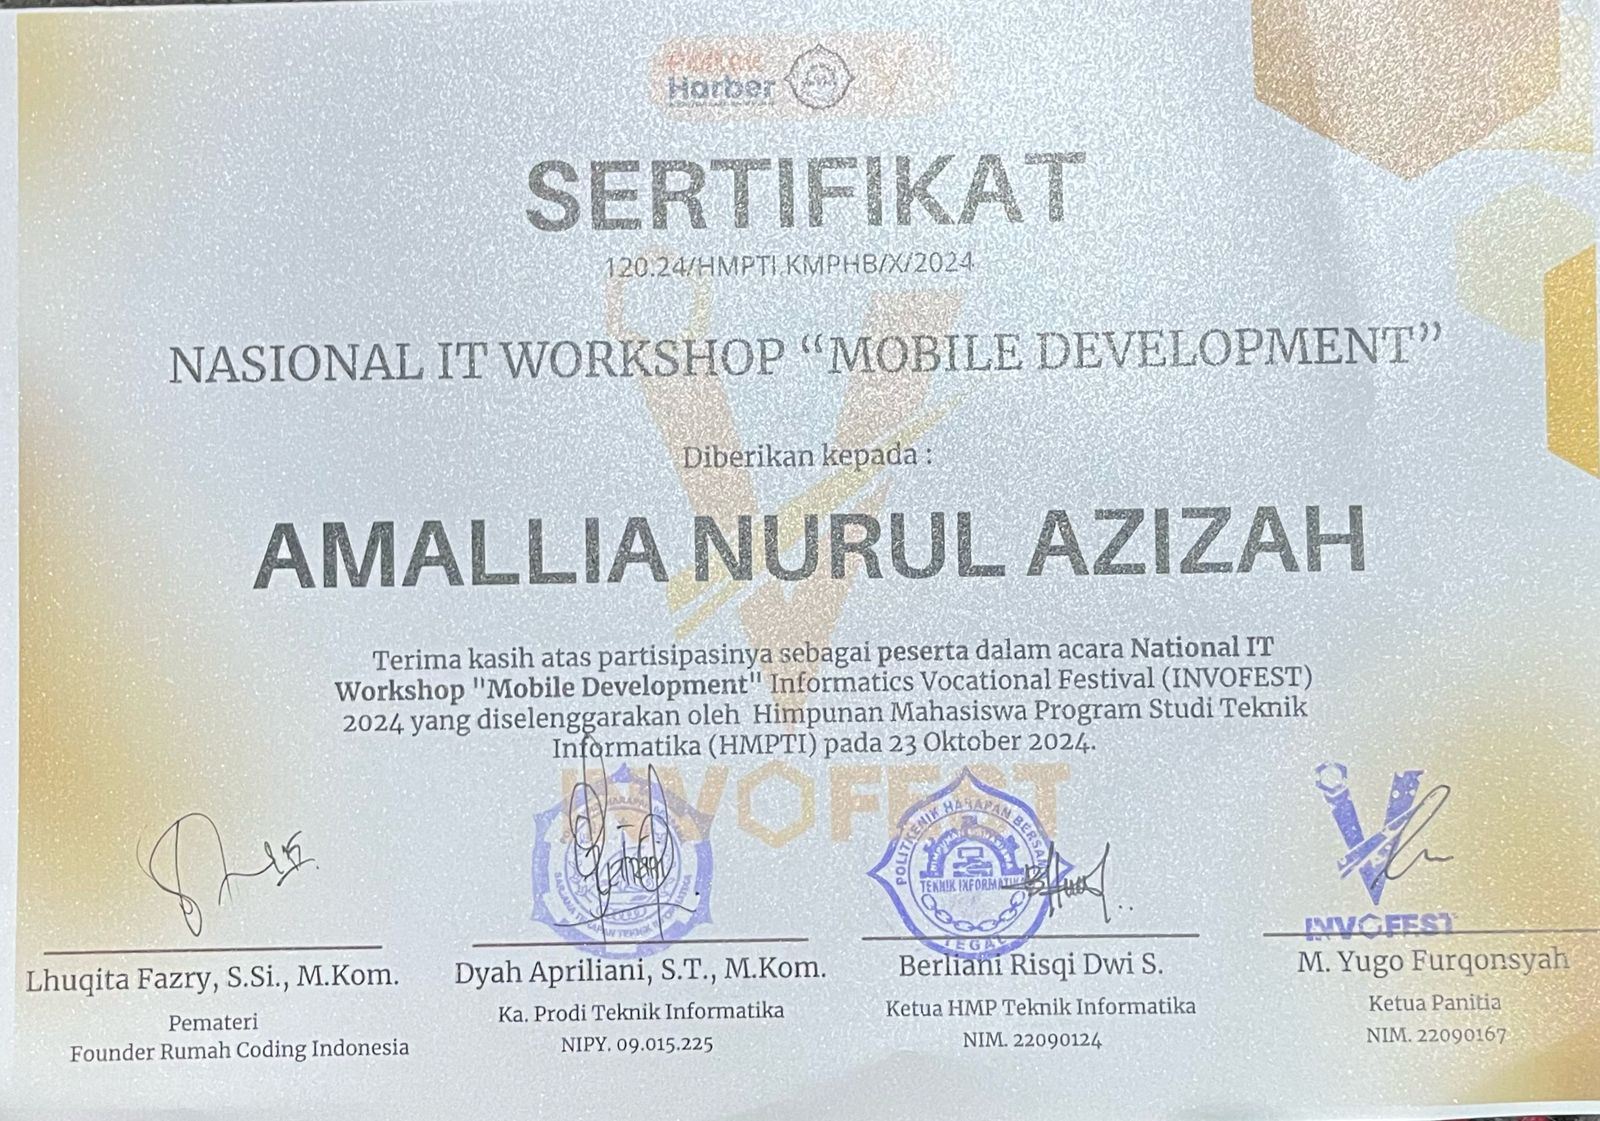 Harber
SERTIFIKAT
120.24/HMPTI.KMPHB/X/2024
NASIONAL IT WORKSHOP “MOBILE DEVELOPMENT”
Diberikan kepada :
AMALLIA NURUL AZIZAH
Terima kasih atas partisipasinya sebagai peserta dalam acara National IT
Workshop "Mobile Development" Informatics Vocational Festival (INVOFEST)
2024 yang diselenggarakan oleh Himpunan Mahasiswa Program Studi Teknik
Informatika (HMPTI) pada 23 Oktober 2024.
INVOFEST
POLITEKNIK HARAPAN BERSAMA
TEKNIK INFORMATIKA
TEGAL
INVOFEST
Lhuqita Fazry, S.Si., M.Kom.
Pemateri
Founder Rumah Coding Indonesia
Dyah Apriliani, S.T., M.Kom.
Ka. Prodi Teknik Informatika
NIPY. 09.015.225
Berliani Risqi Dwi S.
Ketua HMP Teknik Informatika
NIM. 22090124
M. Yugo Furqonsyah
Ketua Panitia
NIM. 22090167